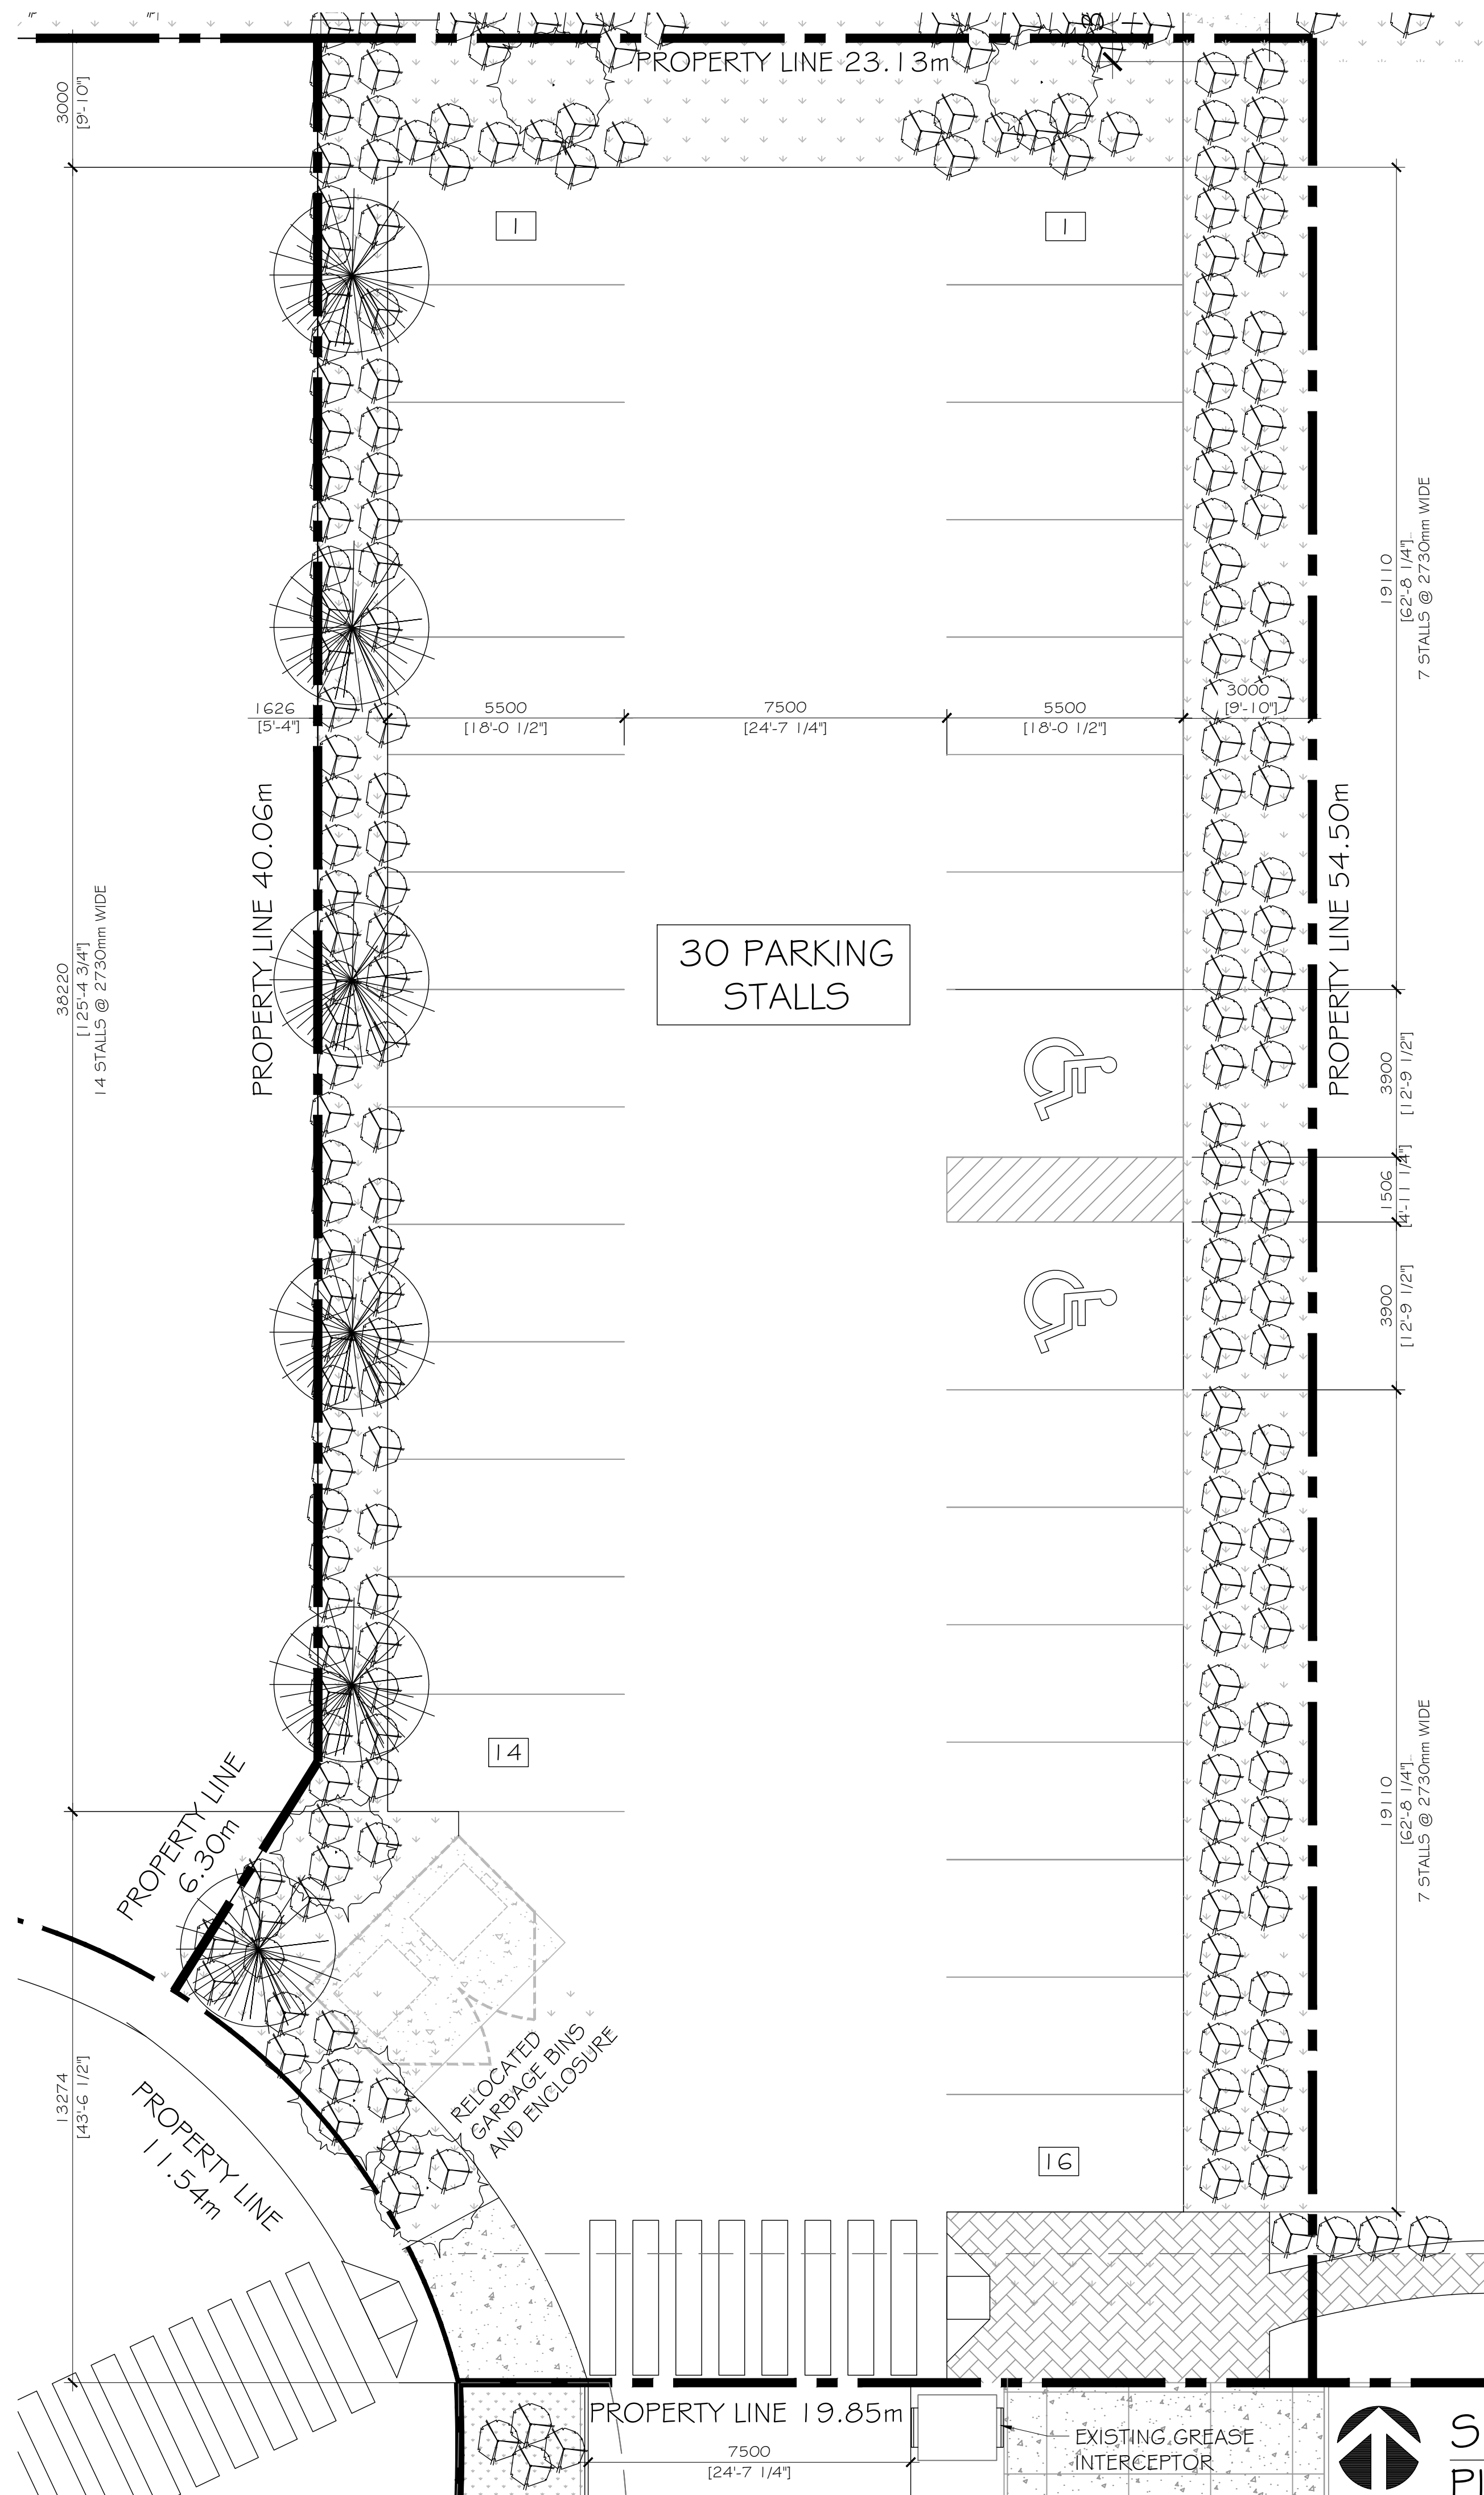 PROPERTY LINE 23.13m
3000
[9'-10"]
1
1
19110
[62'-8 1/4"]
7 STALLS @ 2730mm WIDE
1626
[5'-4"]
5500
[18'-0 1/2"]
7500
[24'-7 1/4"]
5500
[18'-0 1/2"]
3000
[9'-10"]
PROPERTY LINE 40.06m
PROPERTY LINE 54.50m
38220
[125'-4 3/4"]
14 STALLS @ 2730mm WIDE
30 PARKING
STALLS
3900
[12'-9 1/2"]
1506
[4'-11 1/4"]
3900
[12'-9 1/2"]
14
PROPERTY LINE
6.30m
19110
[62'-8 1/4"]
7 STALLS @ 2730mm WIDE
RELOCATED
GARBAGE BINS
AND ENCLOSURE
13274
[43'-6 1/2"]
PROPERTY LINE
11.54m
16
PROPERTY LINE 19.85m
7500
[24'-7 1/4"]
EXISTING GREASE
INTERCEPTOR
S
Pl